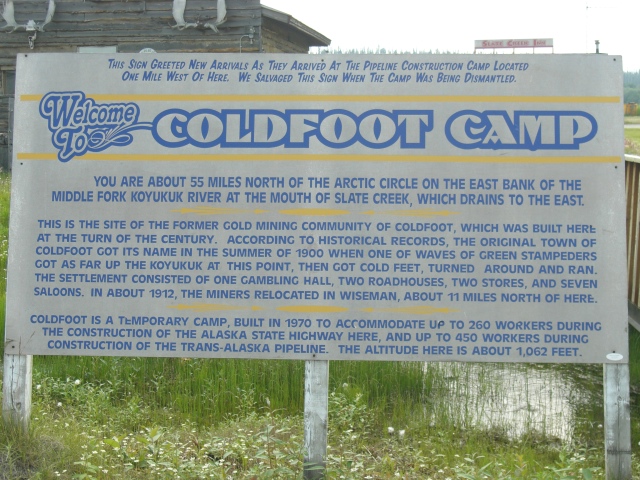 SLATE CREEK INN
THIS SIGN GREETED NEW ARRIVALS AS THEY ARRIVED AT THE PIPELINE CONSTRUCTION CAMP LOCATED
ONE MILE WEST OF HERE. WE SALVAGED THIS SIGN WHEN THE CAMP WAS BEING DISMANTLED.
Welcome To COLDFOOT CAMP
YOU ARE ABOUT 55 MILES NORTH OF THE ARCTIC CIRCLE ON THE EAST BANK OF THE
MIDDLE FORK KOYUKUK RIVER AT THE MOUTH OF SLATE CREEK, WHICH DRAINS TO THE EAST.
THIS IS THE SITE OF THE FORMER GOLD MINING COMMUNITY OF COLDFOOT, WHICH WAS BUILT HERE
AT THE TURN OF THE CENTURY. ACCORDING TO HISTORICAL RECORDS, THE ORIGINAL TOWN OF
COLDFOOT GOT ITS NAME IN THE SUMMER OF 1900 WHEN ONE OF WAVES OF GREEN STAMPEDERS
GOT AS FAR UP THE KOYUKUK AT THIS POINT, THEN GOT COLD FEET, TURNED AROUND AND RAN.
THE SETTLEMENT CONSISTED OF ONE GAMBLING HALL, TWO ROADHOUSES, TWO STORES, AND SEVEN
SALOONS. IN ABOUT 1912, THE MINERS RELOCATED IN WISEMAN, ABOUT 11 MILES NORTH OF HERE.
COLDFOOT IS A TEMPORARY CAMP, BUILT IN 1970 TO ACCOMMODATE UP TO 260 WORKERS DURING
THE CONSTRUCTION OF THE ALASKA STATE HIGHWAY HERE, AND UP TO 450 WORKERS DURING
CONSTRUCTION OF THE TRANS-ALASKA PIPELINE. THE ALTITUDE HERE IS ABOUT 1,062 FEET.